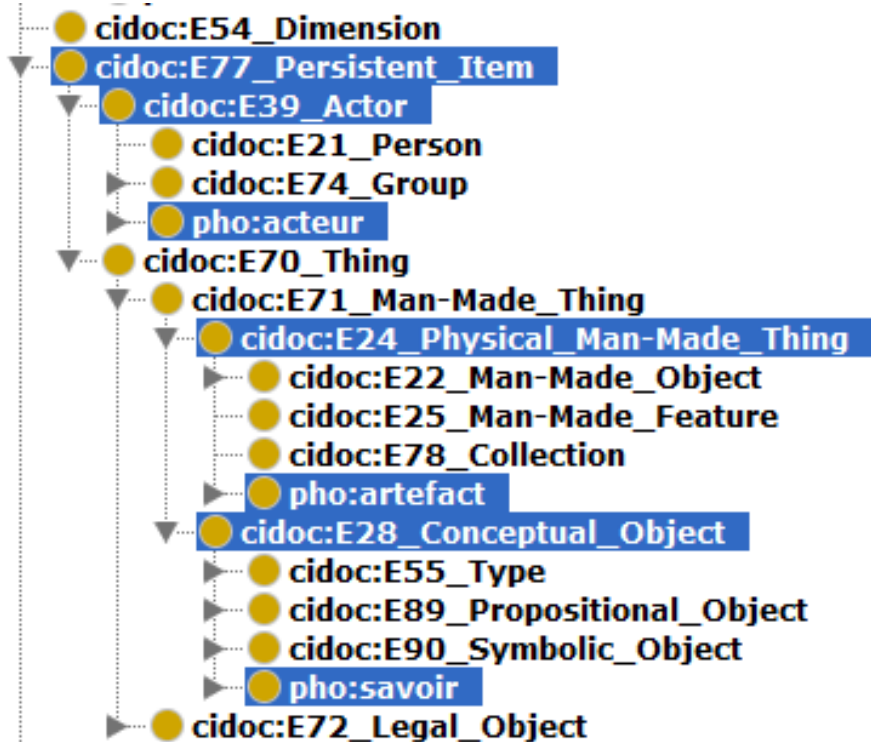 cidoc:E54_Dimension
cidoc:E77_Persistent_Item
cidoc:E39_Actor
cidoc:E21_Person
cidoc:E74_Group
pho:acteur
cidoc:E70_Thing
cidoc:E71_Man-Made_Thing
cidoc:E24_Physical_Man-Made_Thing
cidoc:E22_Man-Made_Object
cidoc:E25_Man-Made_Feature
cidoc:E78_Collection
pho:artefact
cidoc:E28_Conceptual_Object
cidoc:E55_Type
cidoc:E89_Propositional_Object
cidoc:E90_Symbolic_Object
pho:savoir
cidoc:E72_Legal_Object